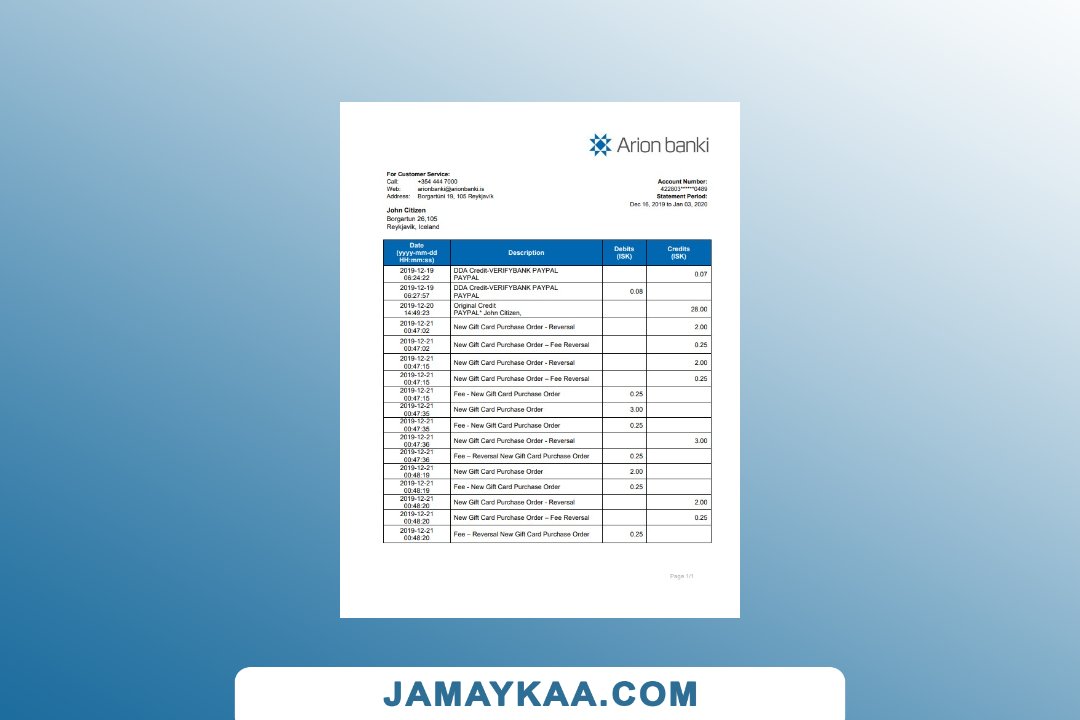 Arion banki
For Customer Service:
Call: +354 444 7000
Web: arionbanki@arionbanki.is
Address: Borgartúni 19, 105 Reykjavík
Account Number:
422803******0489
Statement Period:
Dec 16, 2019 to Jan 03, 2020
John Citizen
Borgartun 26,105
Reykjavik, Iceland
Date (yyyy-mm-dd HH:mm:ss) Description Debits (ISK) Credits (ISK)
2019-12-19 06:24:22 DDA Credit-VERIFYBANK PAYPAL PAYPAL 0.07
2019-12-19 06:27:57 DDA Credit-VERIFYBANK PAYPAL PAYPAL 0.08
2019-12-20 14:49:23 Original Credit PAYPAL* John Citizen, 28.00
2019-12-21 00:47:02 New Gift Card Purchase Order - Reversal 2.00
2019-12-21 00:47:02 New Gift Card Purchase Order – Fee Reversal 0.25
2019-12-21 00:47:15 New Gift Card Purchase Order - Reversal 2.00
2019-12-21 00:47:15 New Gift Card Purchase Order – Fee Reversal 0.25
2019-12-21 00:47:15 Fee - New Gift Card Purchase Order 0.25
2019-12-21 00:47:35 New Gift Card Purchase Order 3.00
2019-12-21 00:47:35 Fee - New Gift Card Purchase Order 0.25
2019-12-21 00:47:36 New Gift Card Purchase Order - Reversal 3.00
2019-12-21 00:47:36 Fee – Reversal New Gift Card Purchase Order 0.25
2019-12-21 00:48:19 New Gift Card Purchase Order 2.00
2019-12-21 00:48:19 Fee - New Gift Card Purchase Order 0.25
2019-12-21 00:48:20 New Gift Card Purchase Order - Reversal 2.00
2019-12-21 00:48:20 New Gift Card Purchase Order – Fee Reversal 0.25
2019-12-21 00:48:20 Fee – Reversal New Gift Card Purchase Order 0.25
Page 1/1
JAMAYKAA.COM